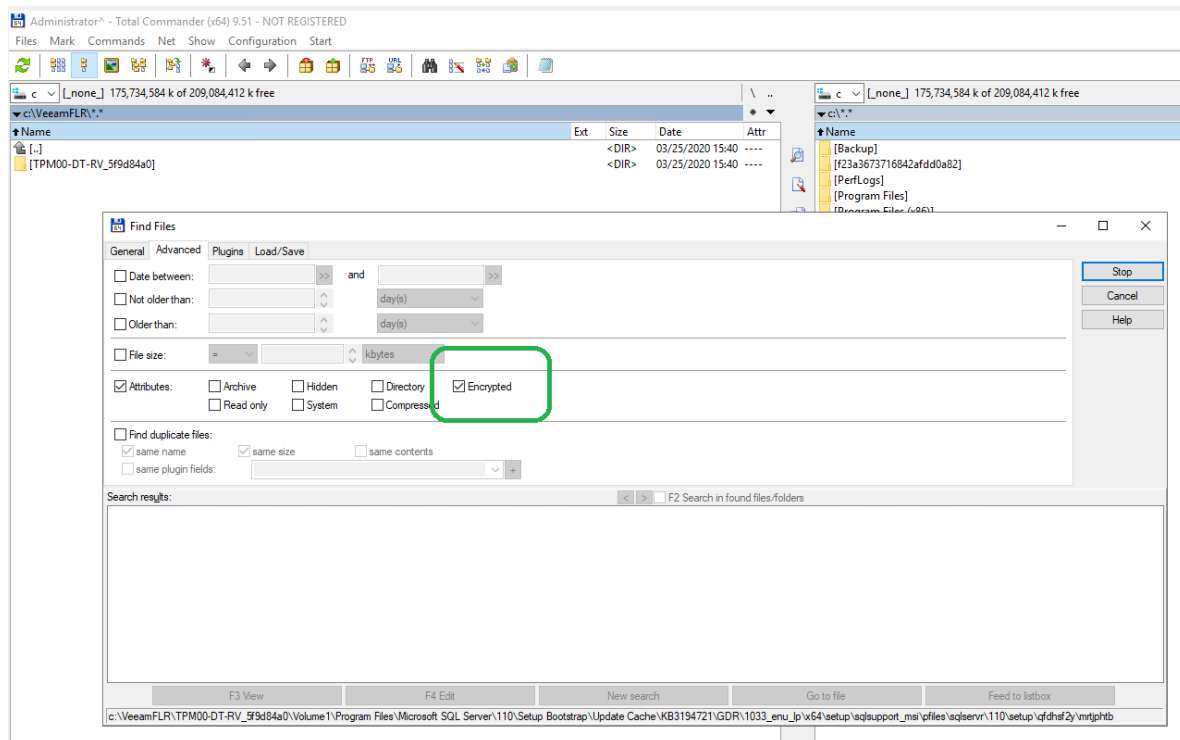 Administrator^ - Total Commander (x64) 9.51 - NOT REGISTERED
Files Mark Commands Net Show Configuration Start
FTP URL
c [_none_] 175,734,584 k of 209,084,412 k free \ .. c [_none_] 175,734,584 k of 209,084,412 k free
c:\VeeamFLR\*.* * c:\*.*
Name Ext Size Date Attr Name
[..] <DIR> 03/25/2020 15:40 ---- [Backup]
[TPM00-DT-RV_5f9d84a0] <DIR> 03/25/2020 15:40 ---- [f23a3673716842afdd0a82]
[PerfLogs]
[Program Files]
[Program Files (x86)]
Find Files
General Advanced Plugins Load/Save
Date between: >> and >> Stop
Not older than: day(s) Cancel
Older than: day(s) Help
File size: = kbytes
Attributes: Archive Hidden Directory Encrypted
Read only System Compressed
Find duplicate files:
same name same size same contents
same plugin fields: +
Search results: < > F2 Search in found files/folders
F3 View F4 Edit New search Go to file Feed to listbox
c:\VeeamFLR\TPM00-DT-RV_5f9d84a0\Volume1\Program Files\Microsoft SQL Server\110\Setup Bootstrap\Update Cache\KB3194721\GDR\1033_enu_lp\x64\setup\sqlsupport_msi\pfiles\sqlservr\110\setup\qfdhsf2y\mrtjphtb